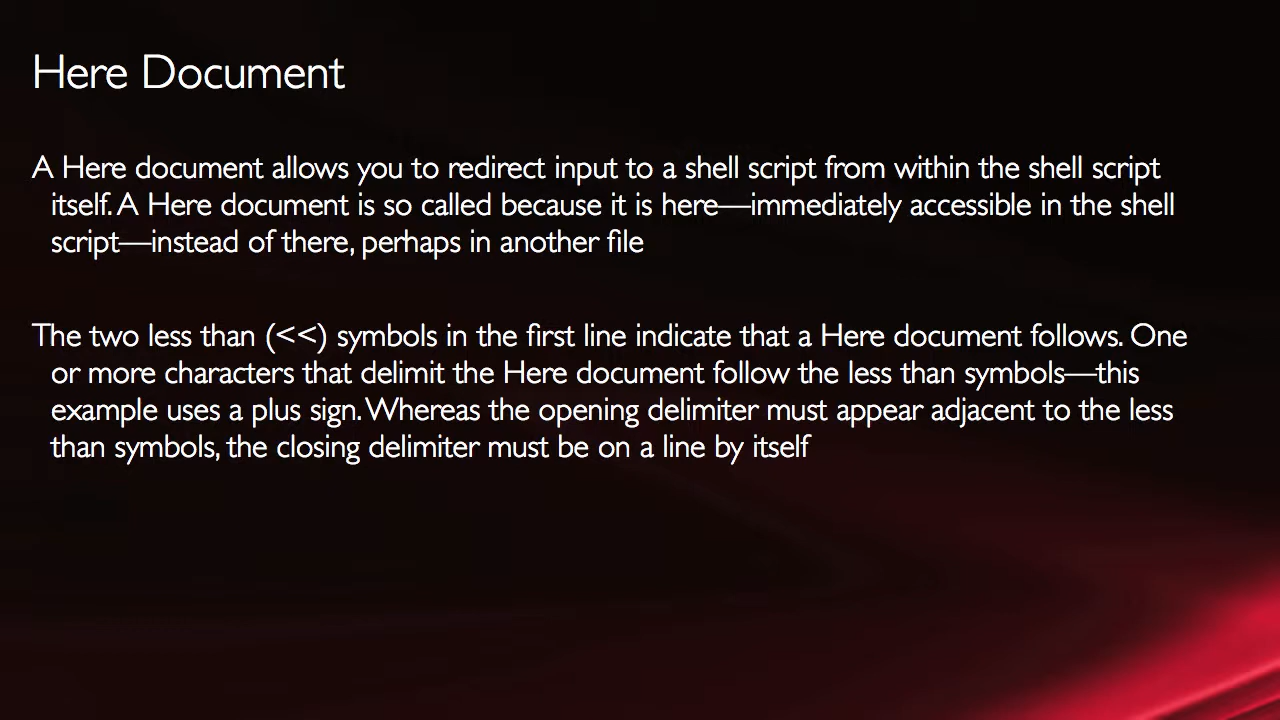 Here Document
A Here document allows you to redirect input to a shell script from within the shell script
itself. A Here document is so called because it is here—immediately accessible in the shell
script—instead of there, perhaps in another file
The two less than (<<) symbols in the first line indicate that a Here document follows. One
or more characters that delimit the Here document follow the less than symbols—this
example uses a plus sign. Whereas the opening delimiter must appear adjacent to the less
than symbols, the closing delimiter must be on a line by itself